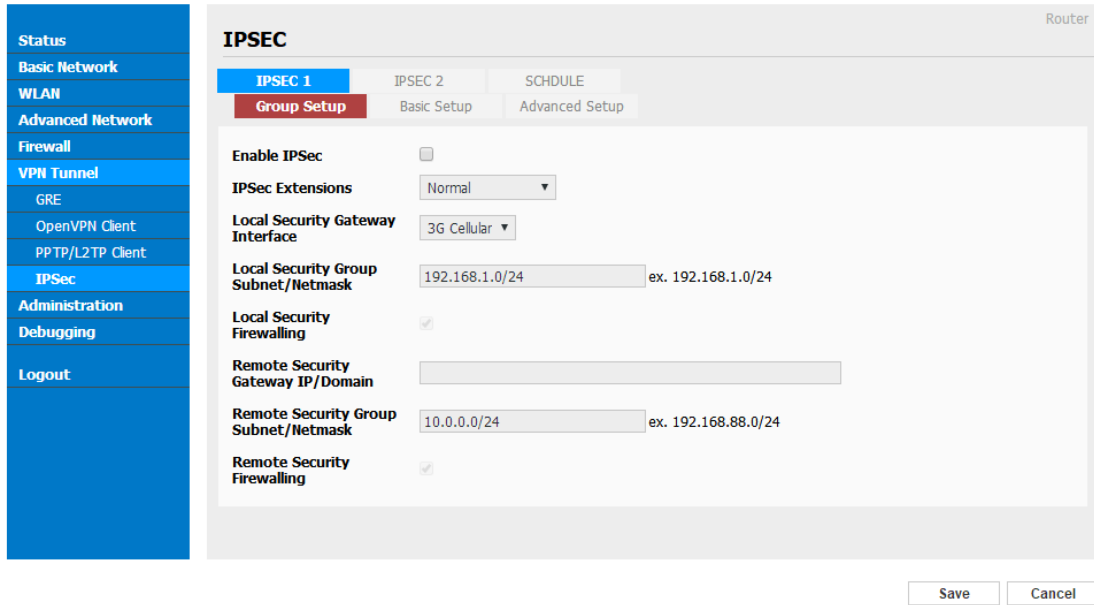 Router
Status
Basic Network
WLAN
Advanced Network
Firewall
VPN Tunnel
GRE
OpenVPN Client
PPTP/L2TP Client
IPSec
Administration
Debugging
Logout
IPSEC
IPSEC 1 IPSEC 2 SCHDULE
Group Setup Basic Setup Advanced Setup
Enable IPSec
IPSec Extensions Normal
Local Security Gateway
Interface 3G Cellular
Local Security Group
Subnet/Netmask 192.168.1.0/24 ex. 192.168.1.0/24
Local Security
Firewalling
Remote Security
Gateway IP/Domain
Remote Security Group
Subnet/Netmask 10.0.0.0/24 ex. 192.168.88.0/24
Remote Security
Firewalling
Save Cancel